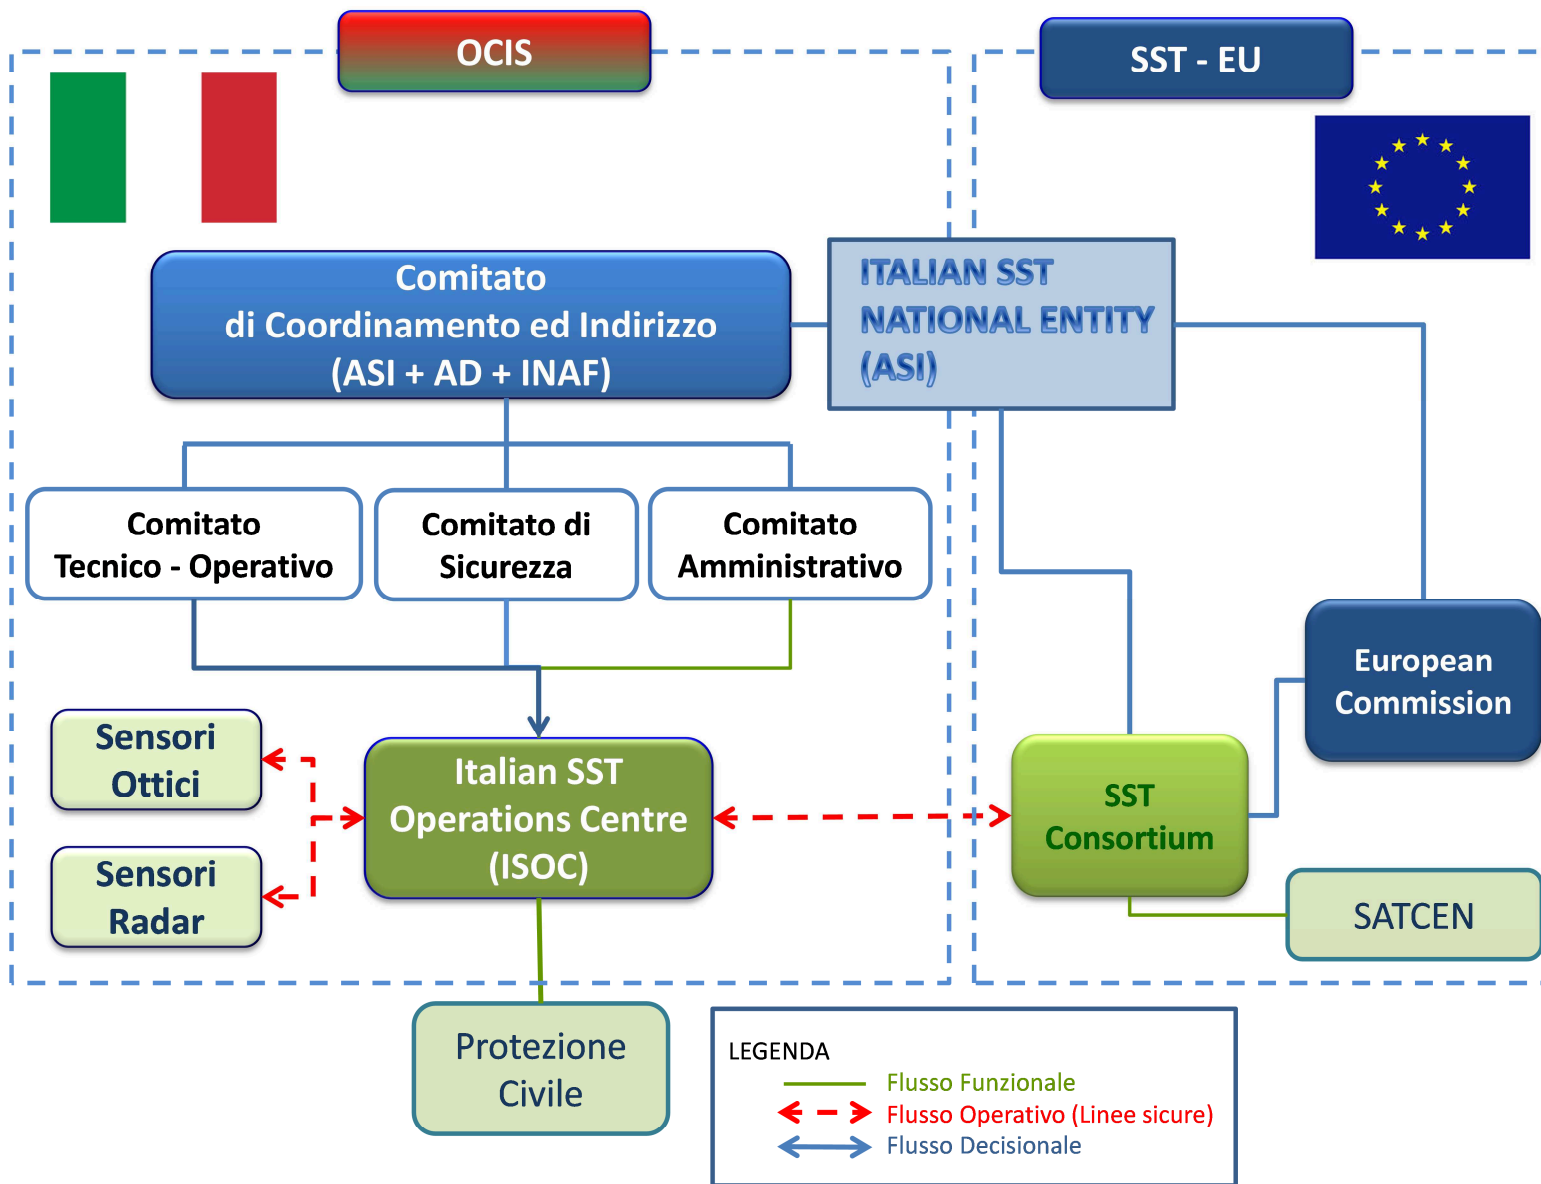 OCIS
SST - EU
Comitato
di Coordinamento ed Indirizzo
(ASI + AD + INAF)
ITALIAN SST
NATIONAL ENTITY
(ASI)
Comitato
Tecnico - Operativo
Comitato di
Sicurezza
Comitato
Amministrativo
European
Commission
Sensori
Ottici
Italian SST
Operations Centre
(ISOC)
SST
Consortium
Sensori
Radar
SATCEN
Protezione
Civile
LEGENDA
Flusso Funzionale
Flusso Operativo (Linee sicure)
Flusso Decisionale